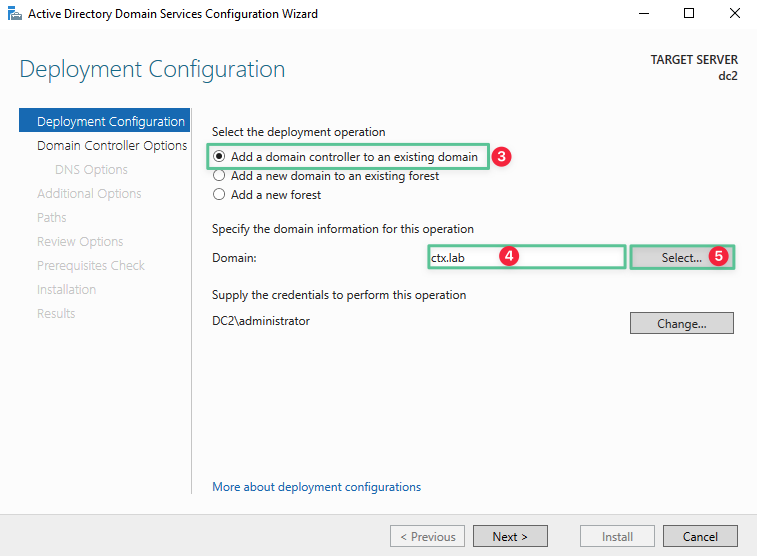 Active Directory Domain Services Configuration Wizard
Deployment Configuration
TARGET SERVER
dc2
Deployment Configuration
Domain Controller Options
DNS Options
Additional Options
Paths
Review Options
Prerequisites Check
Installation
Results
Select the deployment operation
Add a domain controller to an existing domain 3
Add a new domain to an existing forest
Add a new forest
Specify the domain information for this operation
Domain: ctx.lab 4 Select... 5
Supply the credentials to perform this operation
DC2\administrator Change...
More about deployment configurations
< Previous Next > Install Cancel